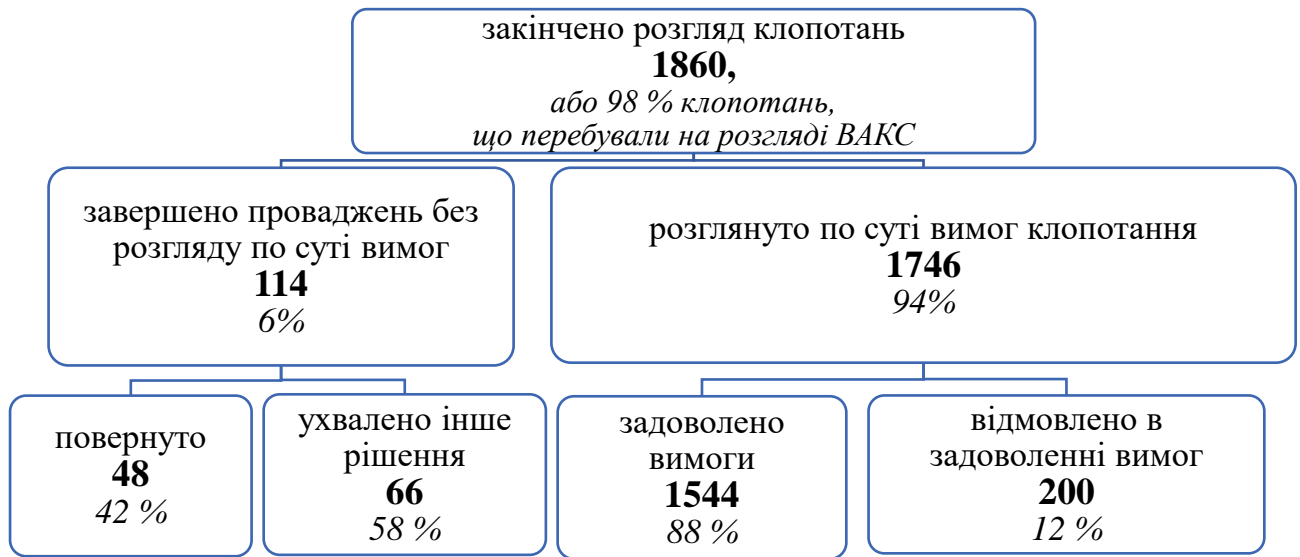 закінчено розгляд клопотань
1860,
або 98 % клопотань,
що перебували на розгляді ВАКС
завершено проваджень без
розгляду по суті вимог
114
6%
розглянуто по суті вимог клопотання
1746
94%
повернуто
48
42 %
ухвалено інше
рішення
66
58 %
задоволено
вимоги
1544
88 %
відмовлено в
задоволенні вимог
200
12 %